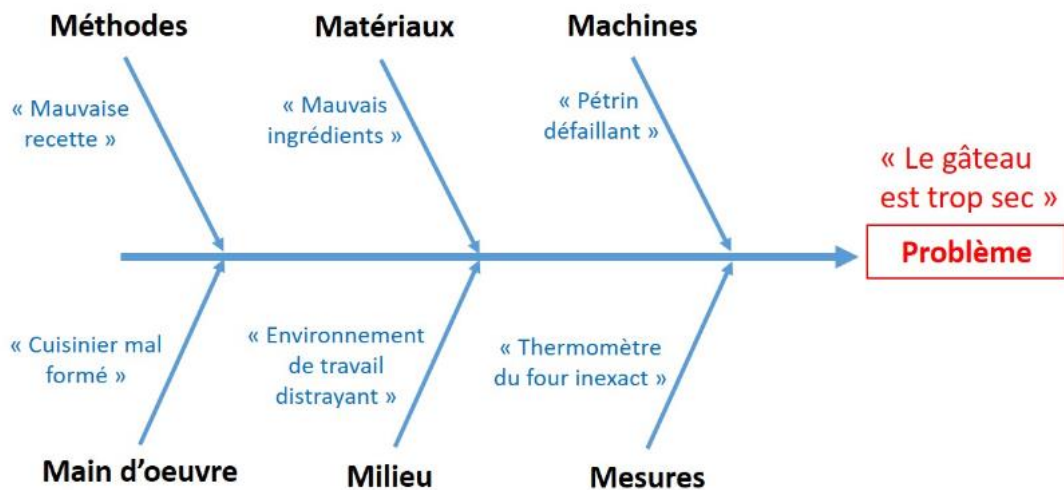 Méthodes
Matériaux
Machines
« Mauvaise
recette »
« Mauvais
ingrédients »
« Pétrin
défaillant »
« Le gâteau
est trop sec »
Problème
« Cuisinier mal
formé »
« Environnement
de travail
distrayant »
« Thermomètre
du four inexact »
Main d'oeuvre
Milieu
Mesures